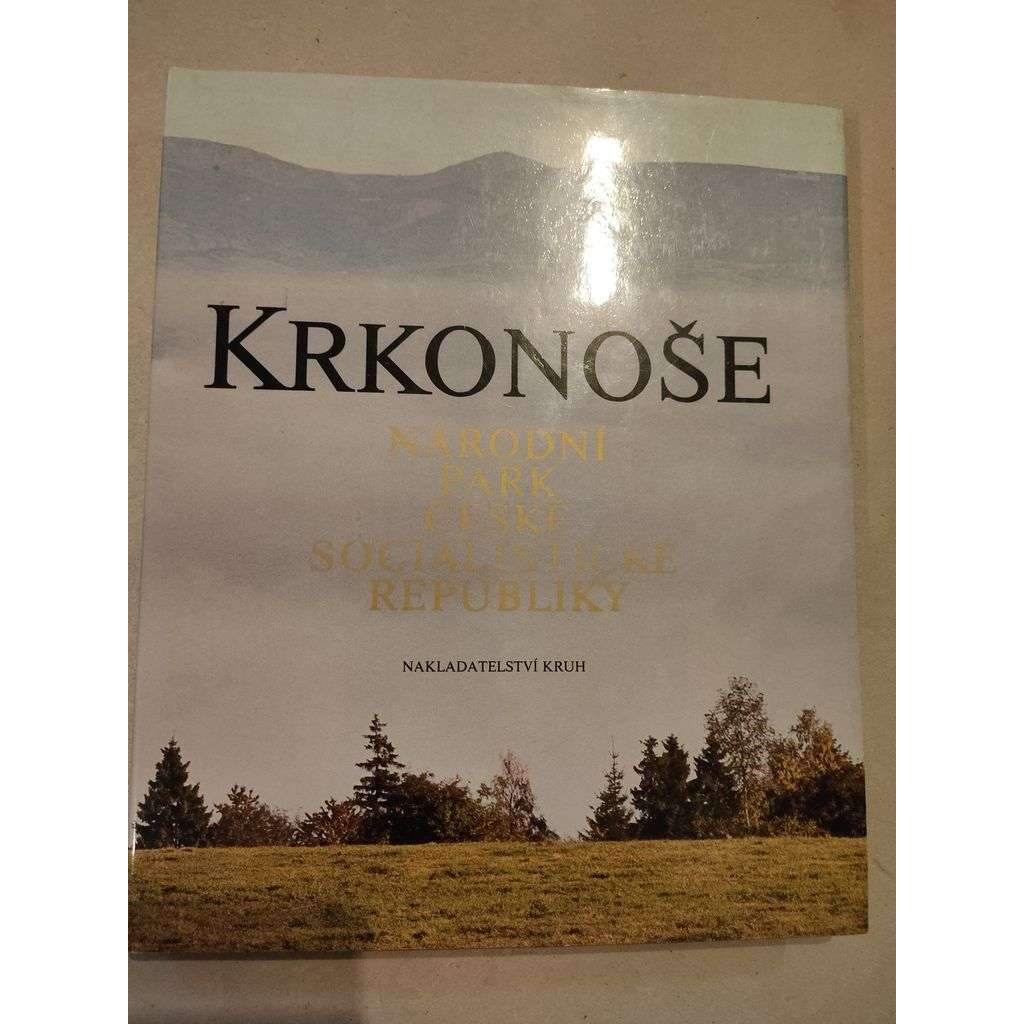 KRKONOŠE
NÁRODNÍ
PARK
ČESKÉ
SOCIALISTICKÉ
REPUBLIKY
NAKLADATELSTVÍ KRUH